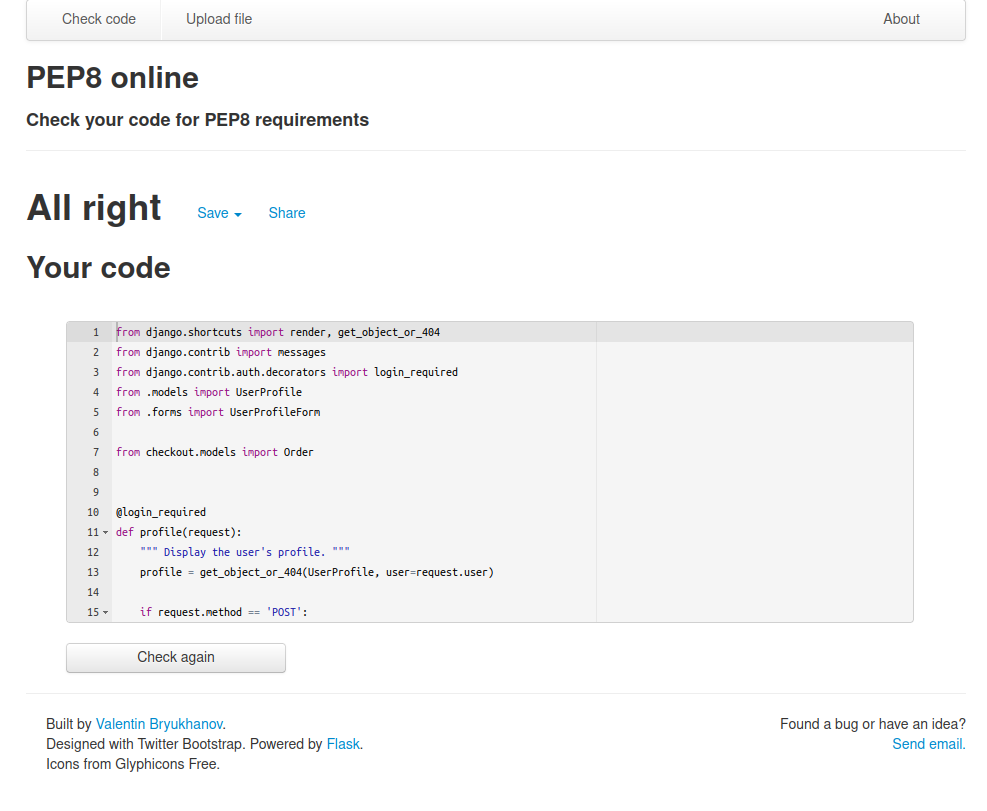 Check code Upload file About
PEP8 online
Check your code for PEP8 requirements
All right Save Share
Your code
1 from django.shortcuts import render, get_object_or_404
2 from django.contrib import messages
3 from django.contrib.auth.decorators import login_required
4 from .models import UserProfile
5 from .forms import UserProfileForm
6
7 from checkout.models import Order
8
9
10 @login_required
11 def profile(request):
12     """ Display the user's profile. """
13     profile = get_object_or_404(UserProfile, user=request.user)
14
15     if request.method == 'POST':
Check again
Built by Valentin Bryukhanov. Found a bug or have an idea?
Designed with Twitter Bootstrap. Powered by Flask. Send email.
Icons from Glyphicons Free.